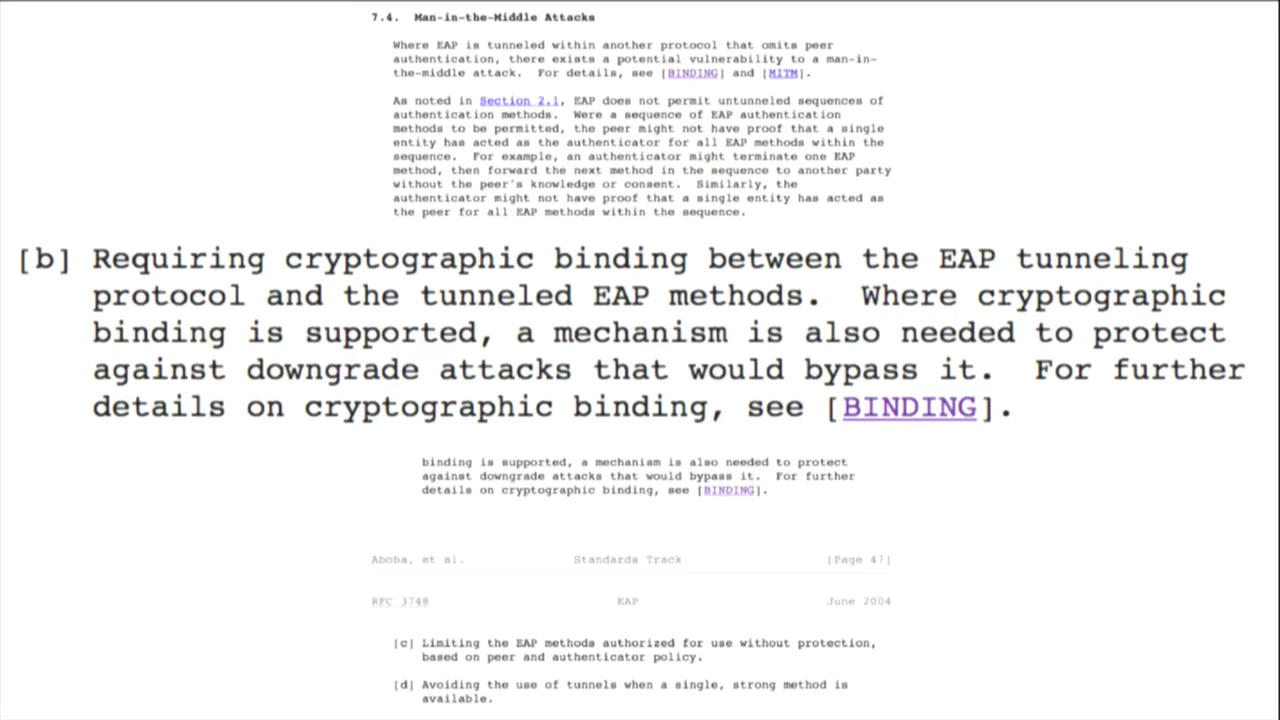 7.4.  Man-in-the-Middle Attacks
Where EAP is tunneled within another protocol that omits peer
authentication, there exists a potential vulnerability to a man-in-
the-middle attack.  For details, see [BINDING] and [MITM].
As noted in Section 2.1, EAP does not permit untunneled sequences of
authentication methods.  Were a sequence of EAP authentication
methods to be permitted, the peer might not have proof that a single
entity has acted as the authenticator for all EAP methods within the
sequence.  For example, an authenticator might terminate one EAP
method, then forward the next method in the sequence to another party
without the peer's knowledge or consent.  Similarly, the
authenticator might not have proof that a single entity has acted as
the peer for all EAP methods within the sequence.
[b] Requiring cryptographic binding between the EAP tunneling
protocol and the tunneled EAP methods.  Where cryptographic
binding is supported, a mechanism is also needed to protect
against downgrade attacks that would bypass it.  For further
details on cryptographic binding, see [BINDING].
binding is supported, a mechanism is also needed to protect
against downgrade attacks that would bypass it.  For further
details on cryptographic binding, see [BINDING].
Aboba, et al. Standards Track [Page 47]
RFC 3748 EAP June 2004
[c] Limiting the EAP methods authorized for use without protection,
based on peer and authenticator policy.
[d] Avoiding the use of tunnels when a single, strong method is
available.